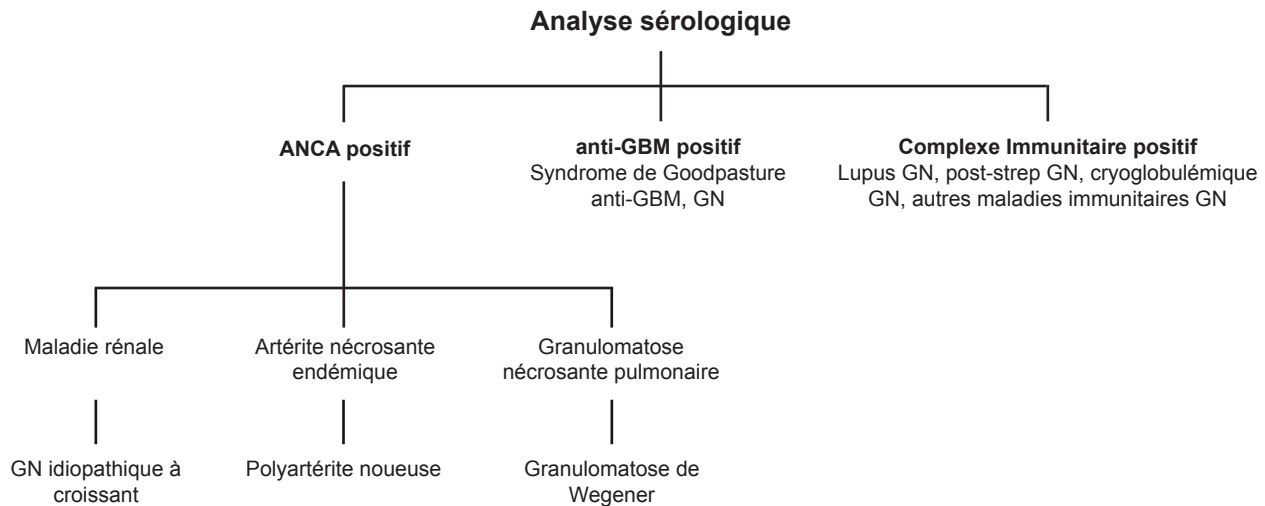 Analyse sérologique
ANCA positif
anti-GBM positif
Syndrome de Goodpasture
anti-GBM, GN
Complexe Immunitaire positif
Lupus GN, post-strep GN, cryoglobulémique
GN, autres maladies immunitaires GN
Maladie rénale
Artérite nécrosante
endémique
Granulomatose
nécrosante pulmonaire
GN idiopathique à
croissant
Polyartérite noueuse
Granulomatose de
Wegener